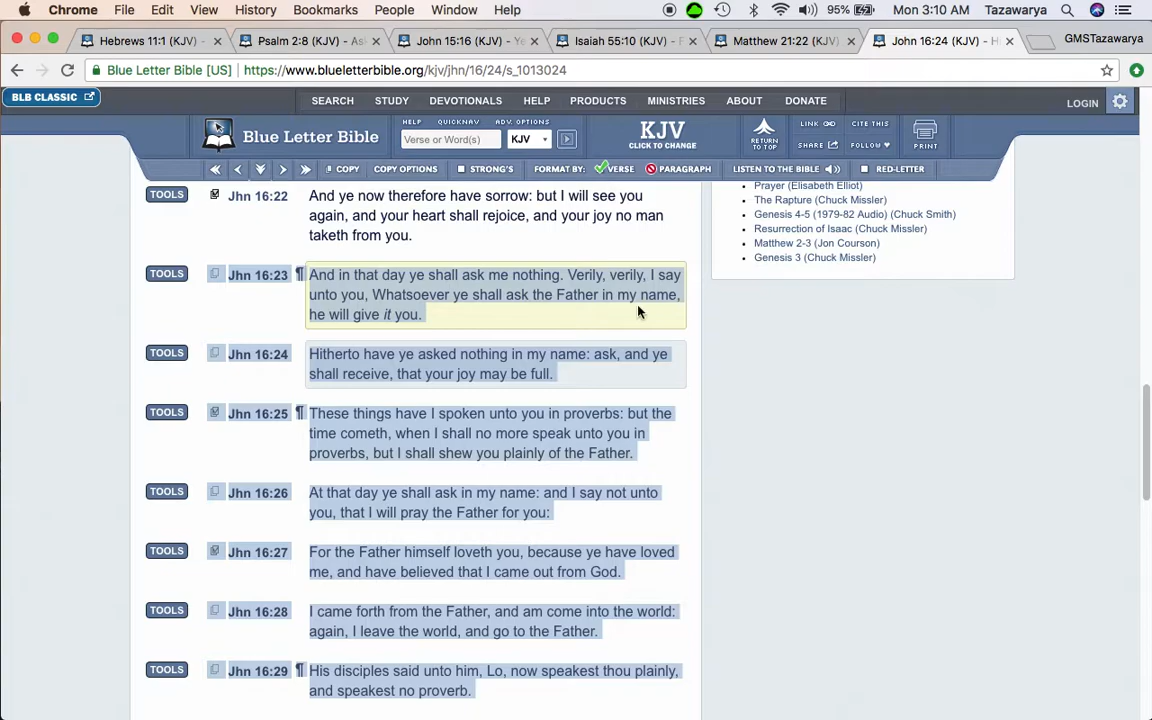 Chrome File Edit View History Bookmarks People Window Help 95% Mon 3:10 AM Tazawarya
Hebrews 11:1 (KJV) Psalm 2:8 (KJV) - As John 15:16 (KJV) - Ye Isaiah 55:10 (KJV) - F Matthew 21:22 (KJV) John 16:24 (KJV) - H GMSTazawarya
Blue Letter Bible [US] https://www.blueletterbible.org/kjv/jhn/16/24/s_1013024
BLB CLASSIC SEARCH STUDY DEVOTIONALS HELP PRODUCTS MINISTRIES ABOUT DONATE LOGIN
HELP QUICKNAV ADV. OPTIONS
Blue Letter Bible Verse or Word(s) KJV
KJV
CLICK TO CHANGE
RETURN
TO TOP
LINK CITE THIS
SHARE FOLLOW
PRINT
COPY COPY OPTIONS STRONG'S FORMAT BY: VERSE PARAGRAPH LISTEN TO THE BIBLE RED-LETTER
TOOLS Jhn 16:22 And ye now therefore have sorrow: but I will see you
again, and your heart shall rejoice, and your joy no man
taketh from you.
TOOLS Jhn 16:23 ¶ And in that day ye shall ask me nothing. Verily, verily, I say
unto you, Whatsoever ye shall ask the Father in my name,
he will give it you.
TOOLS Jhn 16:24 Hitherto have ye asked nothing in my name: ask, and ye
shall receive, that your joy may be full.
TOOLS Jhn 16:25 ¶ These things have I spoken unto you in proverbs: but the
time cometh, when I shall no more speak unto you in
proverbs, but I shall shew you plainly of the Father.
TOOLS Jhn 16:26 At that day ye shall ask in my name: and I say not unto
you, that I will pray the Father for you:
TOOLS Jhn 16:27 For the Father himself loveth you, because ye have loved
me, and have believed that I came out from God.
TOOLS Jhn 16:28 I came forth from the Father, and am come into the world:
again, I leave the world, and go to the Father.
TOOLS Jhn 16:29 ¶ His disciples said unto him, Lo, now speakest thou plainly,
and speakest no proverb.
Prayer (Elisabeth Elliot)
The Rapture (Chuck Missler)
Genesis 4-5 (1979-82 Audio) (Chuck Smith)
Resurrection of Isaac (Chuck Missler)
Matthew 2-3 (Jon Courson)
Genesis 3 (Chuck Missler)